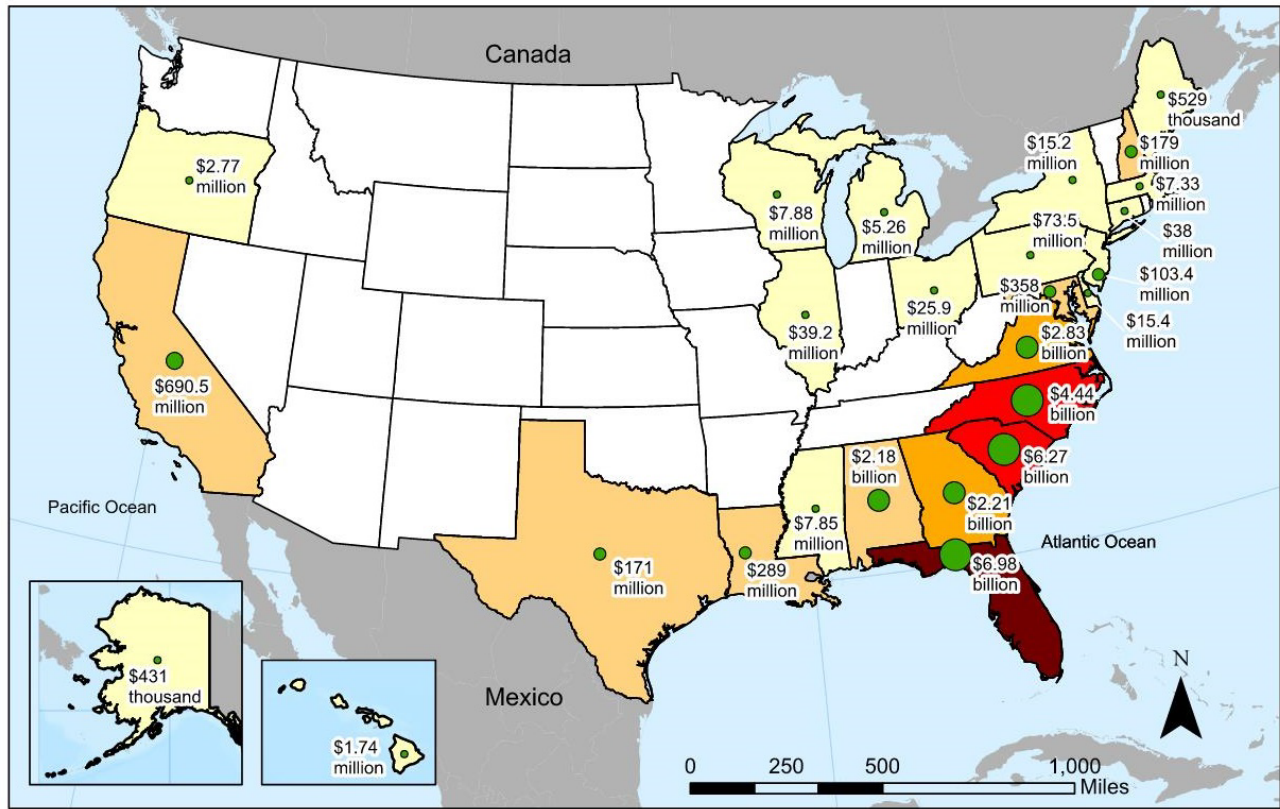 Canada
$529
thousand
$15.2
million
$179
million
$2.77
million
$7.33
million
$7.88
million
$5.26
million
$73.5
million
$38
million
$103.4
million
$358
million
$25.9
million
$15.4
million
$39.2
million
$2.83
billion
$690.5
million
$4.44
billion
$2.18
billion
$6.27
billion
Pacific Ocean
$7.85
million
$2.21
billion
Atlantic Ocean
$171
million
$289
million
$6.98
billion
$431
thousand
Mexico
N
$1.74
million
0 250 500 1,000
Miles